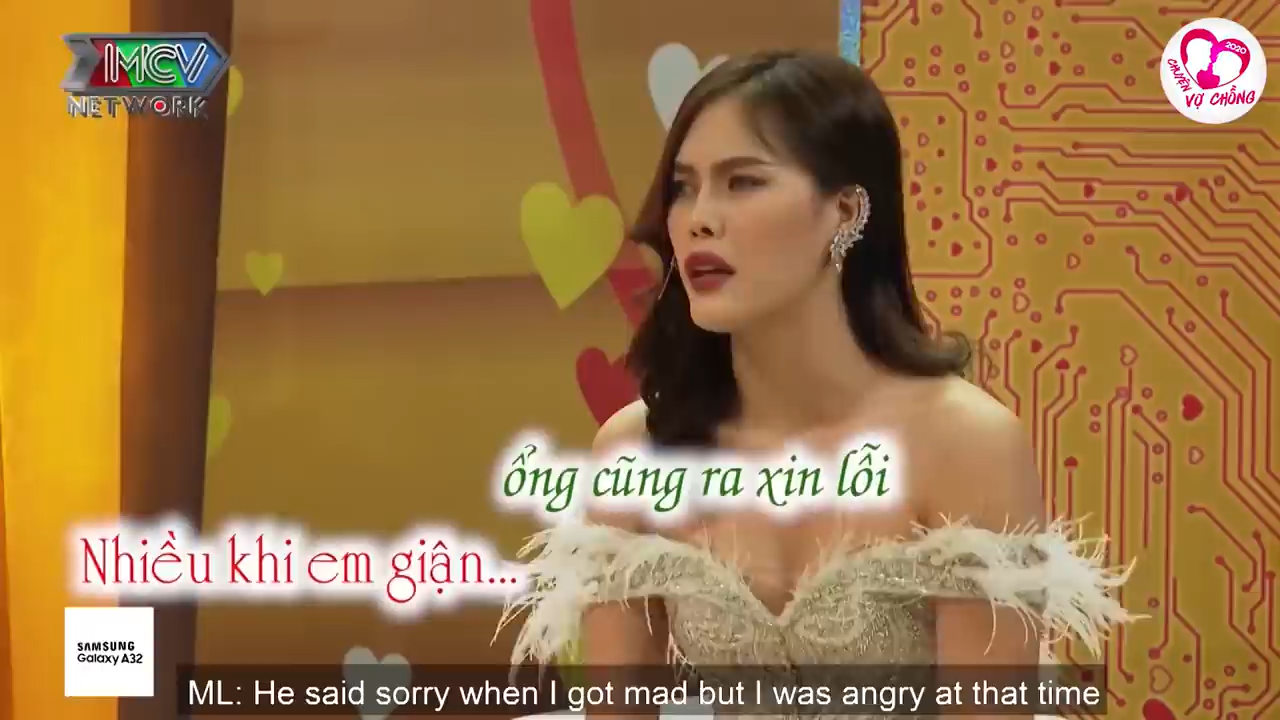 MCV
NETWORK
2020
CHUYỆN
VỢ CHỒNG
ổng cũng ra xin lỗi
Nhiều khi em giận...
SAMSUNG
Galaxy A32
ML: He said sorry when I got mad but I was angry at that time